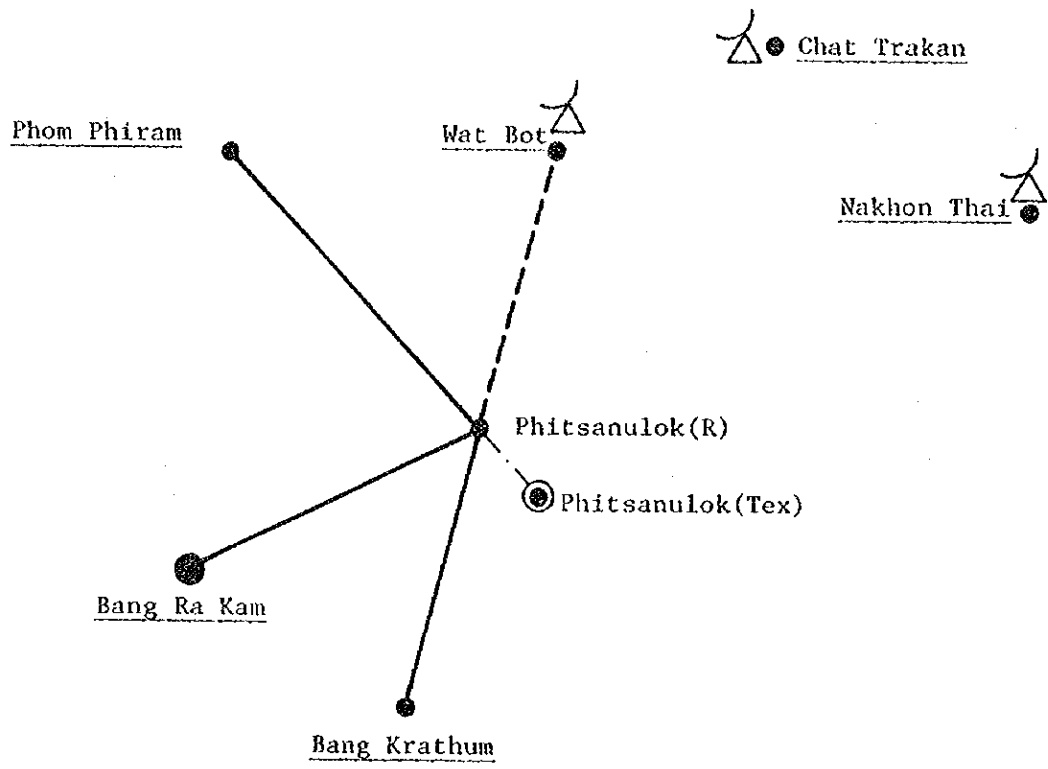 Chat Trakan
Phom Phiram
Wat Bot
Nakhon Thai
Phitsanulok(R)
Phitsanulok(Tex)
Bang Ra Kam
Bang Krathum